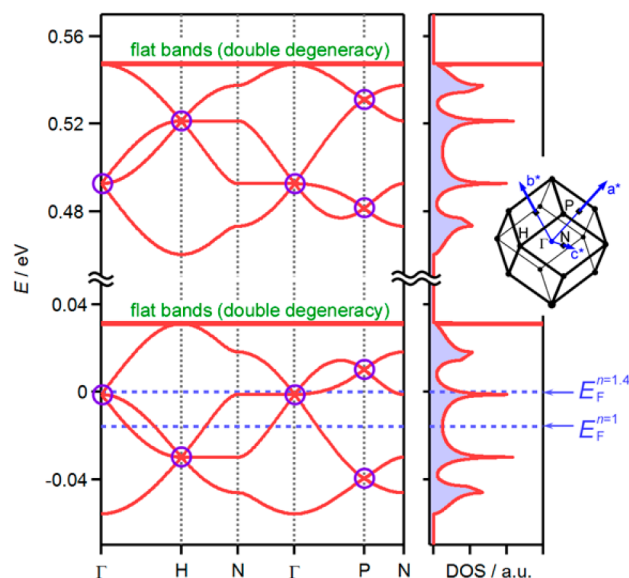 0.56
flat bands (double degeneracy)
0.52
0.48
E / eV
b*
a*
P
H
N
Γ
c*
0.04
flat bands (double degeneracy)
0
E_F^{n=1.4}
E_F^{n=1}
-0.04
Γ H N Γ P N
DOS / a.u.